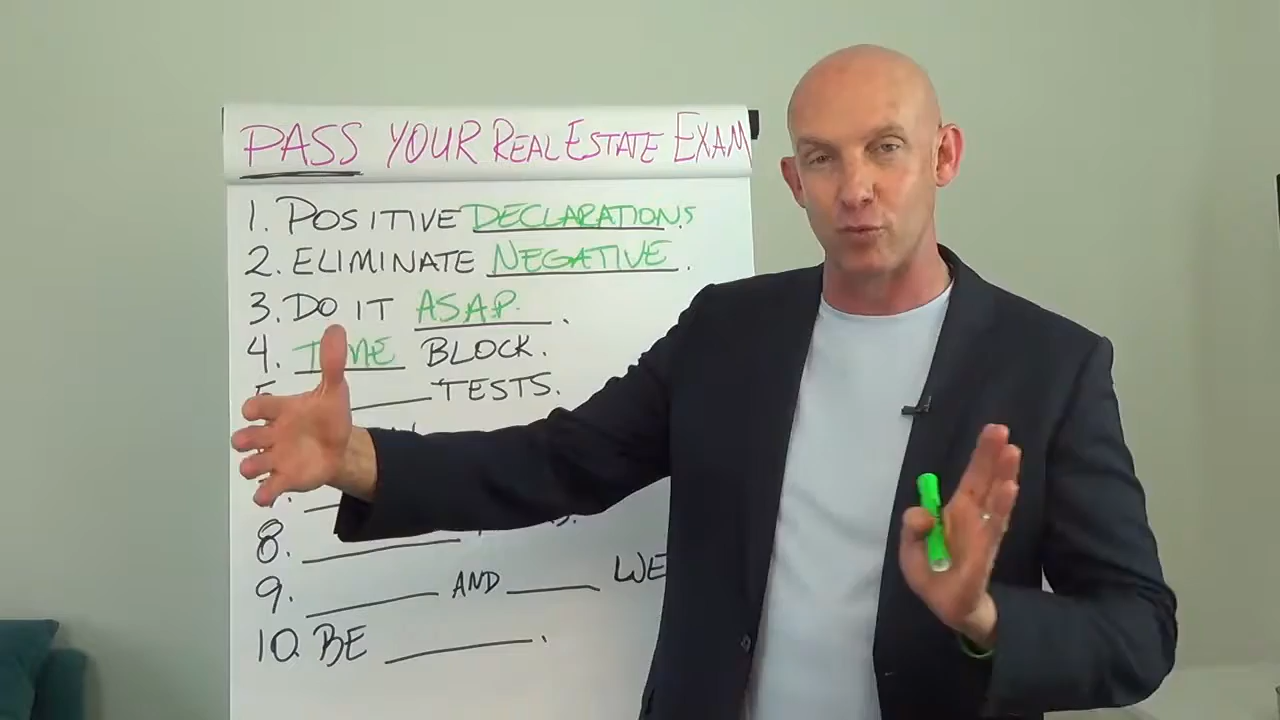 PASS YOUR REAL ESTATE EXAM
1. POSITIVE DECLARATIONS.
2. ELIMINATE NEGATIVE.
3. DO IT ASAP.
4. TIME BLOCK.
TESTS.
8.
9. AND WE
10. BE .